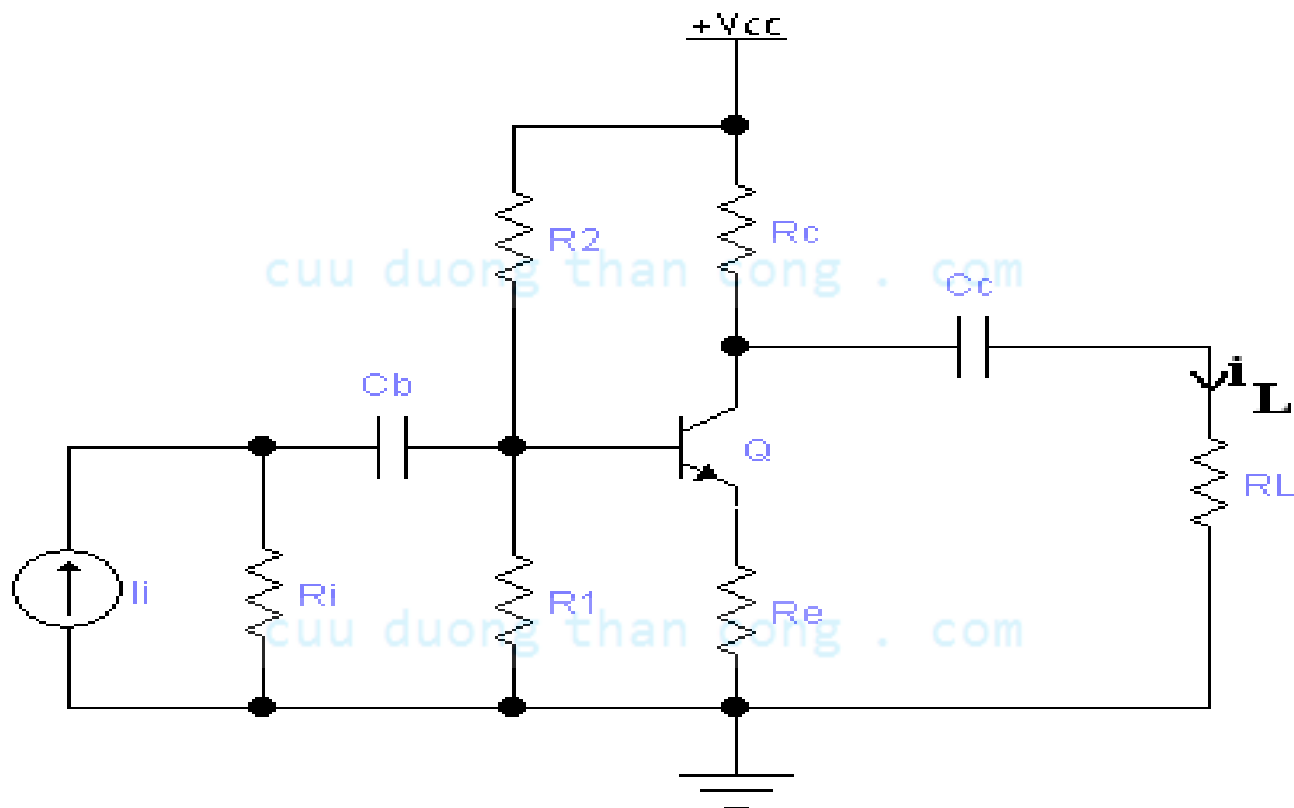 +Vcc
R2
Rc
cuu duong than cong . com
Cc
i
L
Cb
Q
RL
Ii
Ri
R1
Re
cuu duong than cong . com